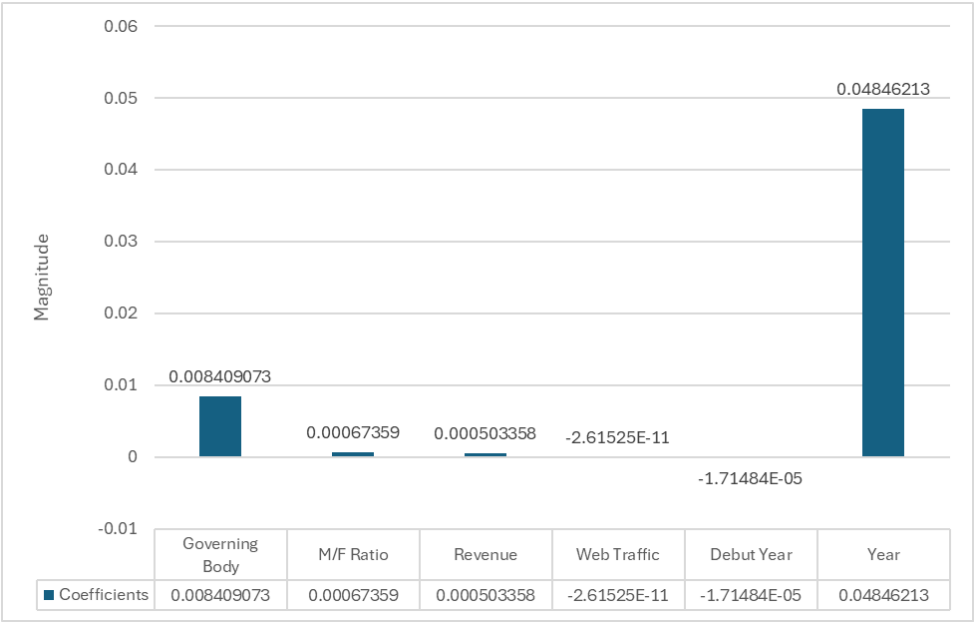 0.06
0.05
0.04
0.03
0.02
0.01
0
-0.01
Magnitude
0.008409073
0.00067359
0.000503358
-2.61525E-11
-1.71484E-05
0.04846213
Governing Body M/F Ratio Revenue Web Traffic Debut Year Year
Coefficients 0.008409073 0.00067359 0.000503358 -2.61525E-11 -1.71484E-05 0.04846213